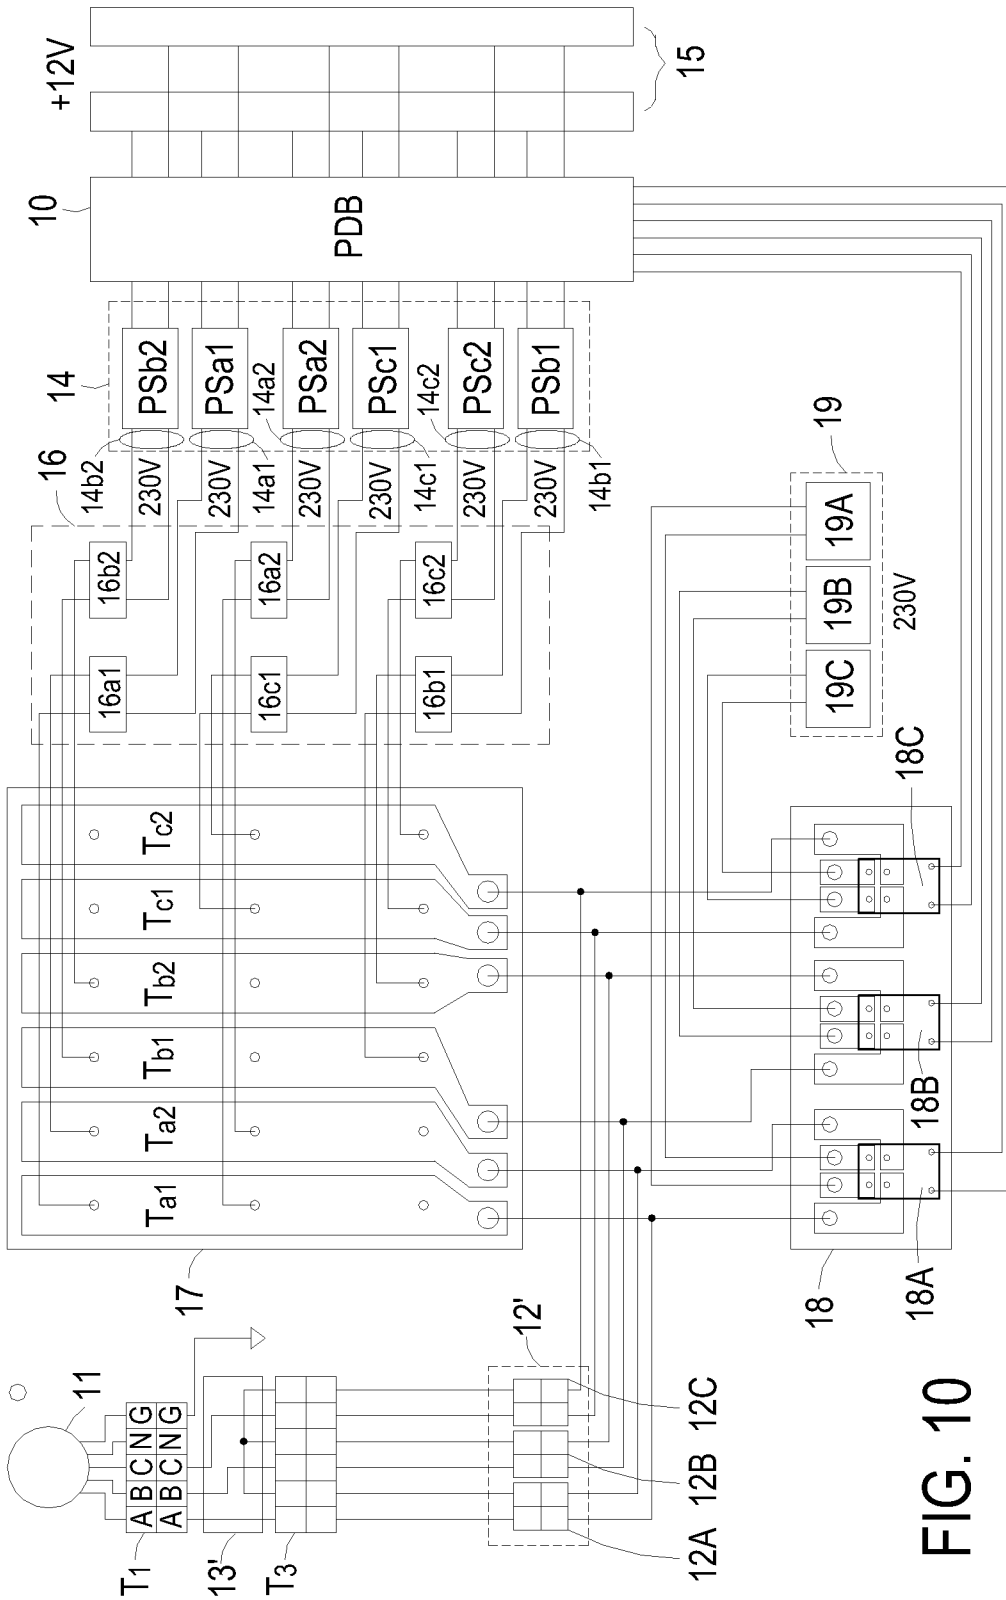 +12V
15
10
PDB
14
PSb2
PSa1
PSa2
PSc1
PSc2
PSb1
14b2
14a1
14a2
14c1
14c2
14b1
230V
230V
230V
230V
230V
230V
16
16b2
16a2
16c2
16a1
16c1
16b1
19
19A
19B
19C
230V
Tc2
Tc1
Tb2
Tb1
Ta2
Ta1
17
18C
18B
18A
18
11
A B C N G
A B C N G
T1
13'
T3
12'
12A
12B
12C
FIG. 10